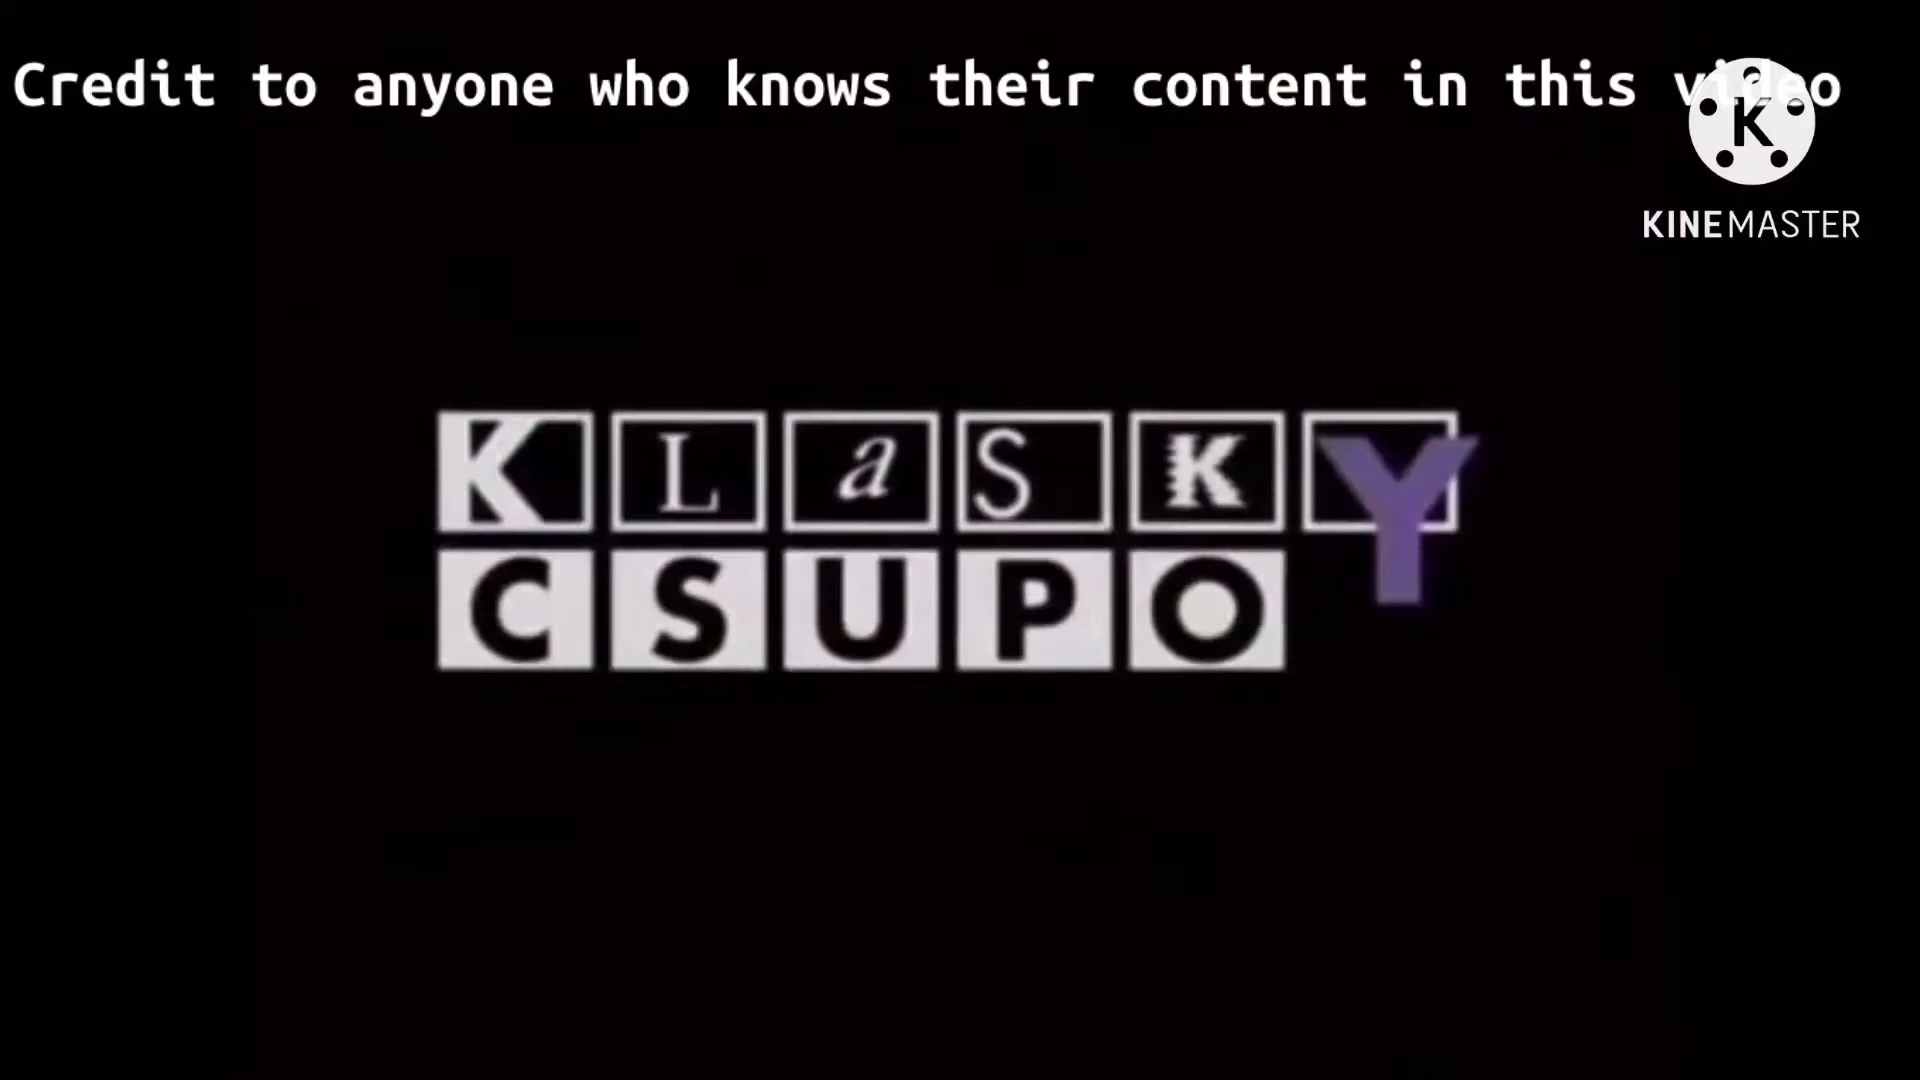 Credit to anyone who knows their content in this video
K
KINEMASTER
KLaSKY
CSUPO